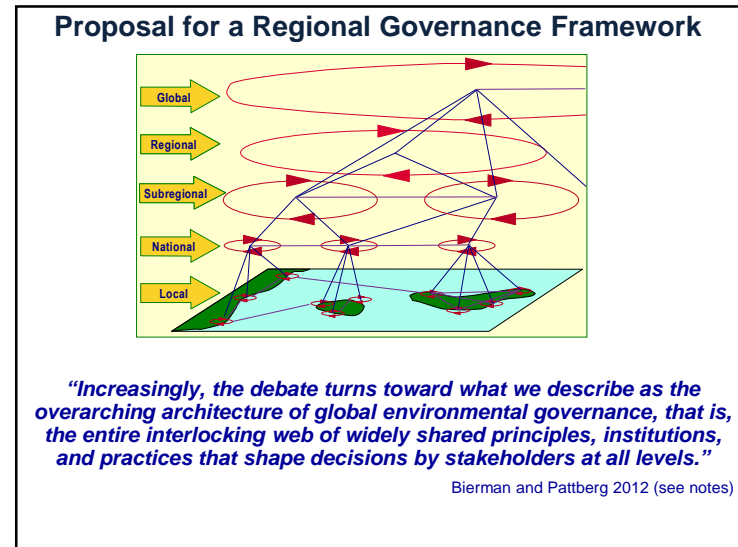 Proposal for a Regional Governance Framework
Global
Regional
Subregional
National
Local
“Increasingly, the debate turns toward what we describe as the
overarching architecture of global environmental governance, that is,
the entire interlocking web of widely shared principles, institutions,
and practices that shape decisions by stakeholders at all levels.”
Bierman and Pattberg 2012 (see notes)